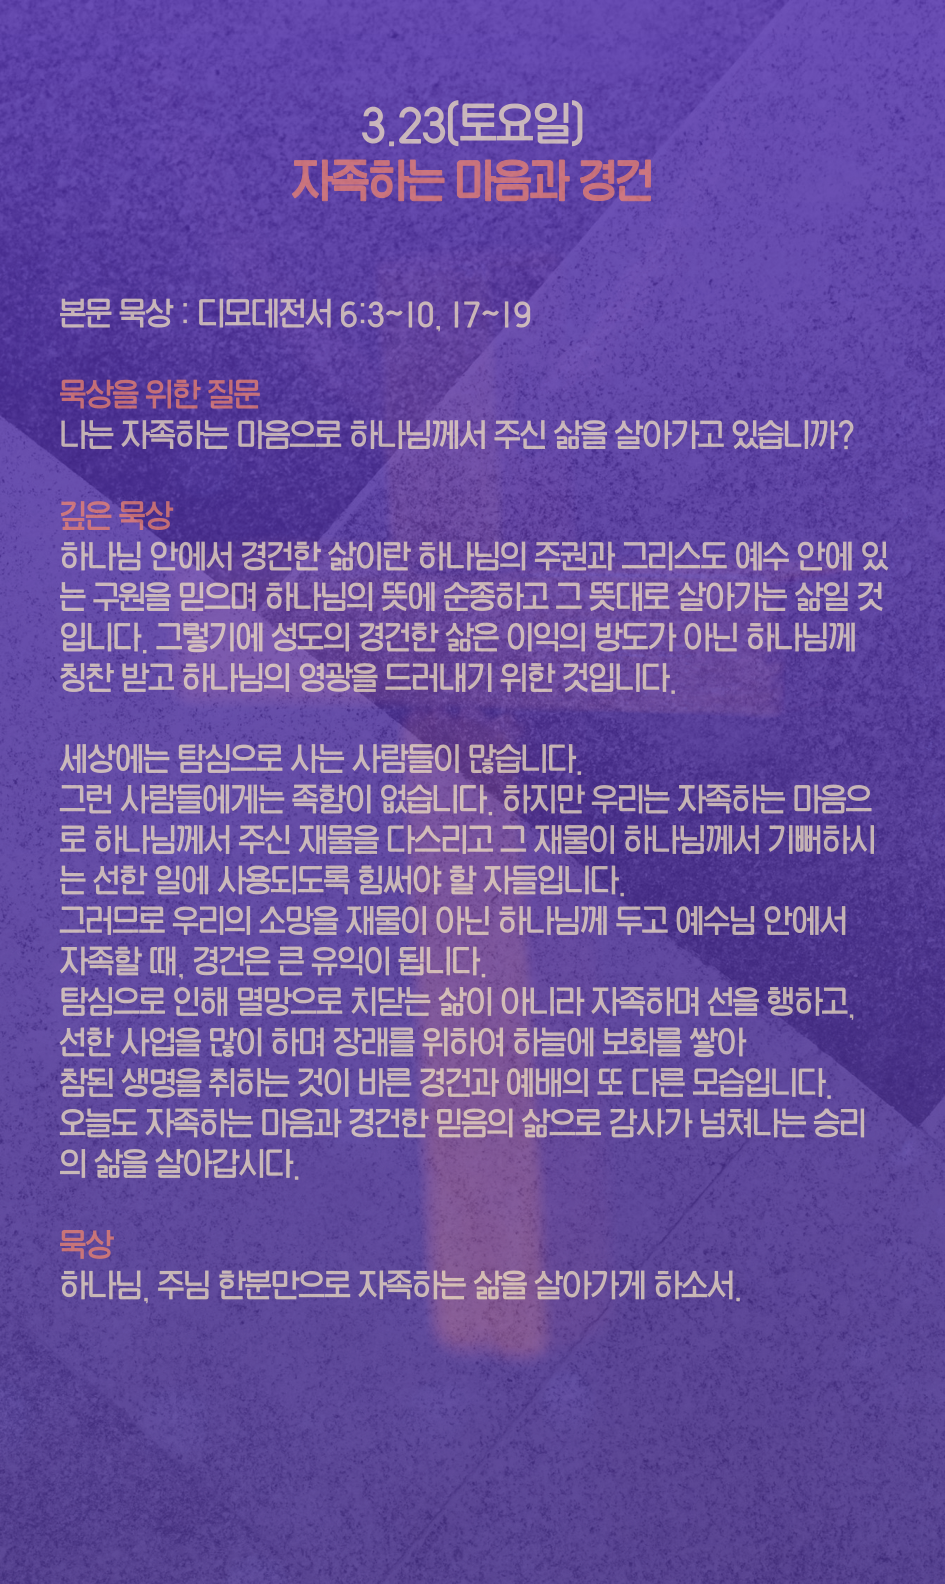 3.23(토요일)
자족하는 마음과 경건
본문 묵상 : 디모데전서 6:3~10, 17~19
묵상을 위한 질문
나는 자족하는 마음으로 하나님께서 주신 삶을 살아가고 있습니까?
깊은 묵상
하나님 안에서 경건한 삶이란 하나님의 주권과 그리스도 예수 안에 있
는 구원을 믿으며 하나님의 뜻에 순종하고 그 뜻대로 살아가는 삶일 것
입니다. 그렇기에 성도의 경건한 삶은 이익의 방도가 아닌 하나님께
칭찬 받고 하나님의 영광을 드러내기 위한 것입니다.
세상에는 탐심으로 사는 사람들이 많습니다.
그런 사람들에게는 족함이 없습니다. 하지만 우리는 자족하는 마음으
로 하나님께서 주신 재물을 다스리고 그 재물이 하나님께서 기뻐하시
는 선한 일에 사용되도록 힘써야 할 자들입니다.
그러므로 우리의 소망을 재물이 아닌 하나님께 두고 예수님 안에서
자족할 때, 경건은 큰 유익이 됩니다.
탐심으로 인해 멸망으로 치닫는 삶이 아니라 자족하며 선을 행하고,
선한 사업을 많이 하며 장래를 위하여 하늘에 보화를 쌓아
참된 생명을 취하는 것이 바른 경건과 예배의 또 다른 모습입니다.
오늘도 자족하는 마음과 경건한 믿음의 삶으로 감사가 넘쳐나는 승리
의 삶을 살아갑시다.
묵상
하나님, 주님 한분만으로 자족하는 삶을 살아가게 하소서.